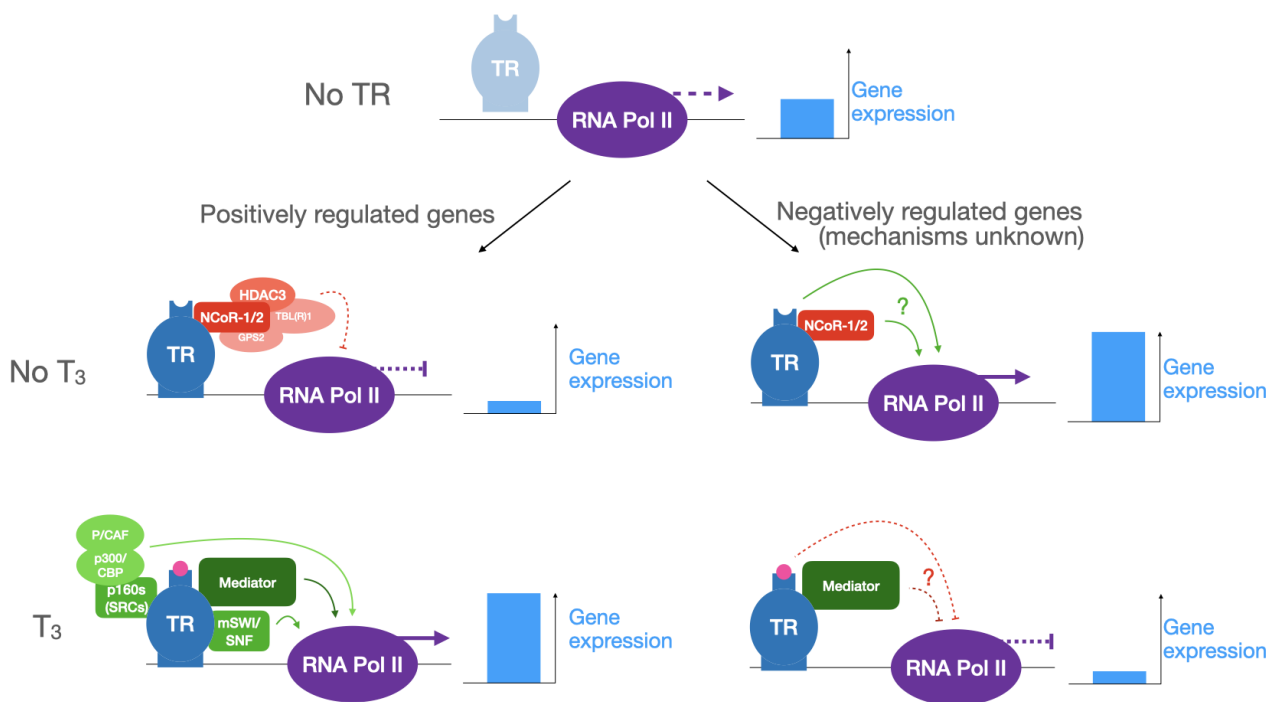 No TR
TR
RNA Pol II
Gene
expression
Positively regulated genes
Negatively regulated genes
(mechanisms unknown)
No T₃
HDAC3
NCoR-1/2
TBL(R)1
GPS2
TR
RNA Pol II
Gene
expression
?
NCoR-1/2
TR
RNA Pol II
Gene
expression
T₃
P/CAF
p300/
CBP
p160s
(SRCs)
Mediator
TR
mSWI/
SNF
RNA Pol II
Gene
expression
Mediator
?
TR
RNA Pol II
Gene
expression